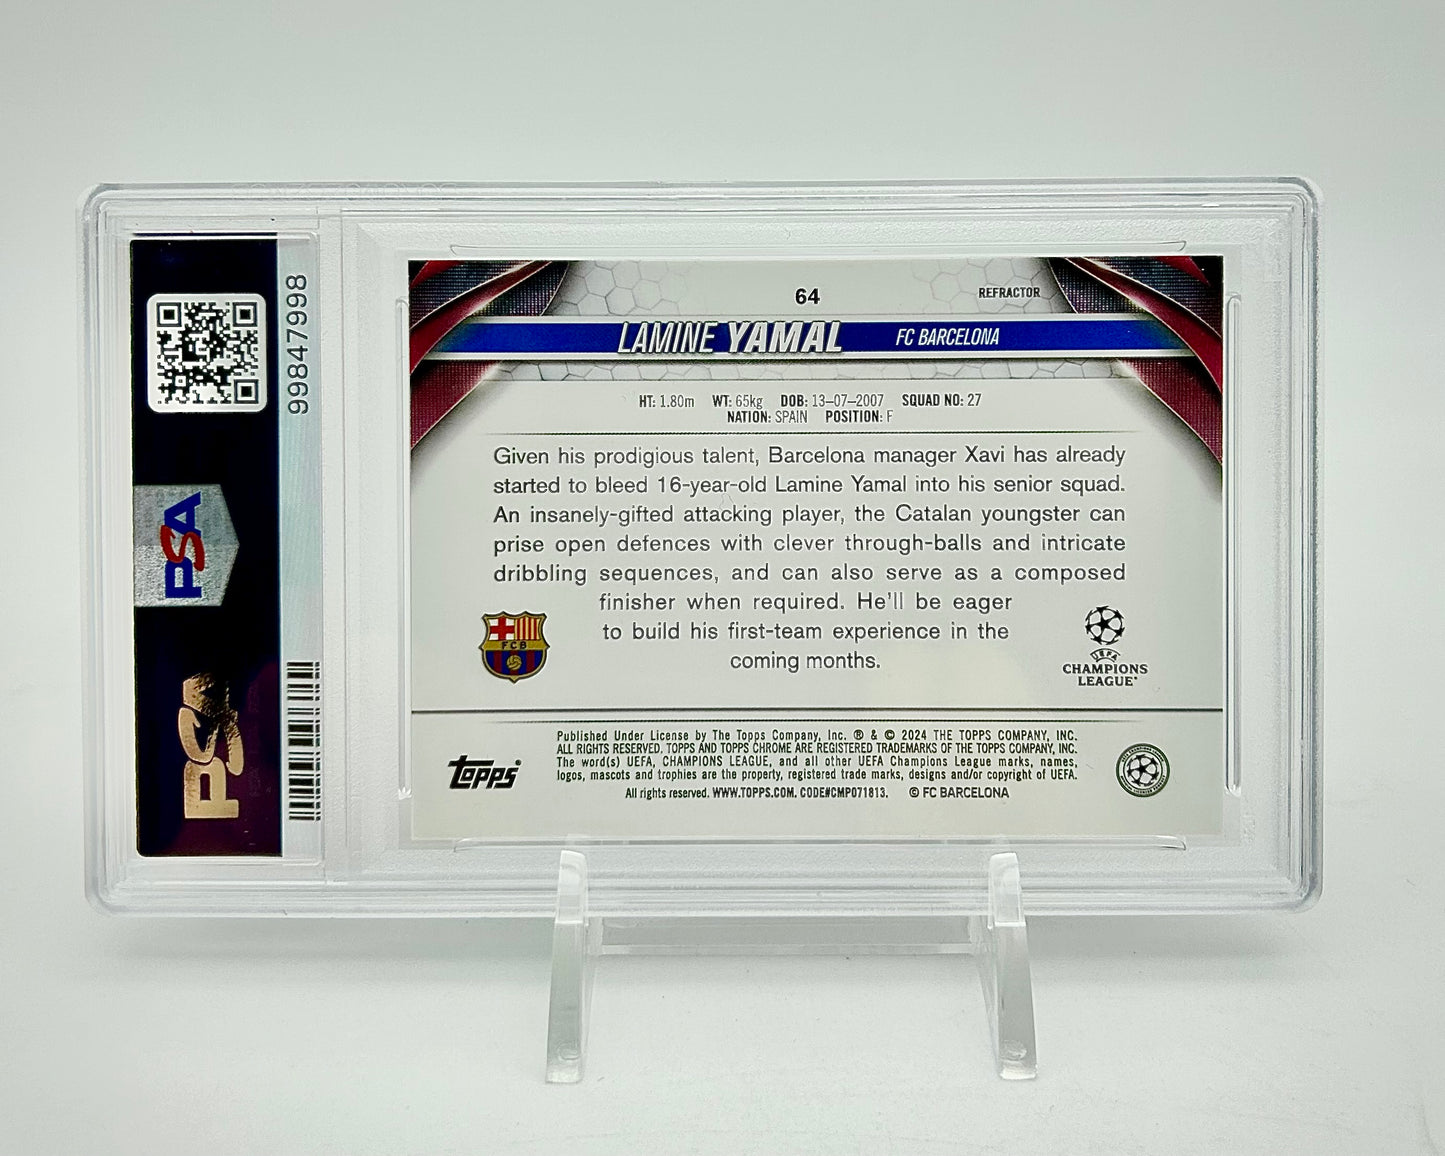 99847998
PSA
PSA
64
REFRACTOR
LAMINE YAMAL
FC BARCELONA
HT: 1.80m WT: 65kg DOB: 13-07-2007 SQUAD NO: 27
NATION: SPAIN POSITION: F
Given his prodigious talent, Barcelona manager Xavi has already
started to bleed 16-year-old Lamine Yamal into his senior squad.
An insanely-gifted attacking player, the Catalan youngster can
prise open defences with clever through-balls and intricate
dribbling sequences, and can also serve as a composed
finisher when required. He'll be eager
to build his first-team experience in the
coming months.
FCB
UEFA
CHAMPIONS
LEAGUE®
topps®
Published Under License by The Topps Company, Inc. ® & © 2024 THE TOPPS COMPANY, INC.
ALL RIGHTS RESERVED. TOPPS AND TOPPS CHROME ARE REGISTERED TRADEMARKS OF THE TOPPS COMPANY, INC.
The word(s) UEFA, CHAMPIONS LEAGUE, and all other UEFA Champions League marks, names,
logos, mascots and trophies are the property, registered trade marks, designs and/or copyright of UEFA.
All rights reserved. WWW.TOPPS.COM. CODE#CMP071813. © FC BARCELONA